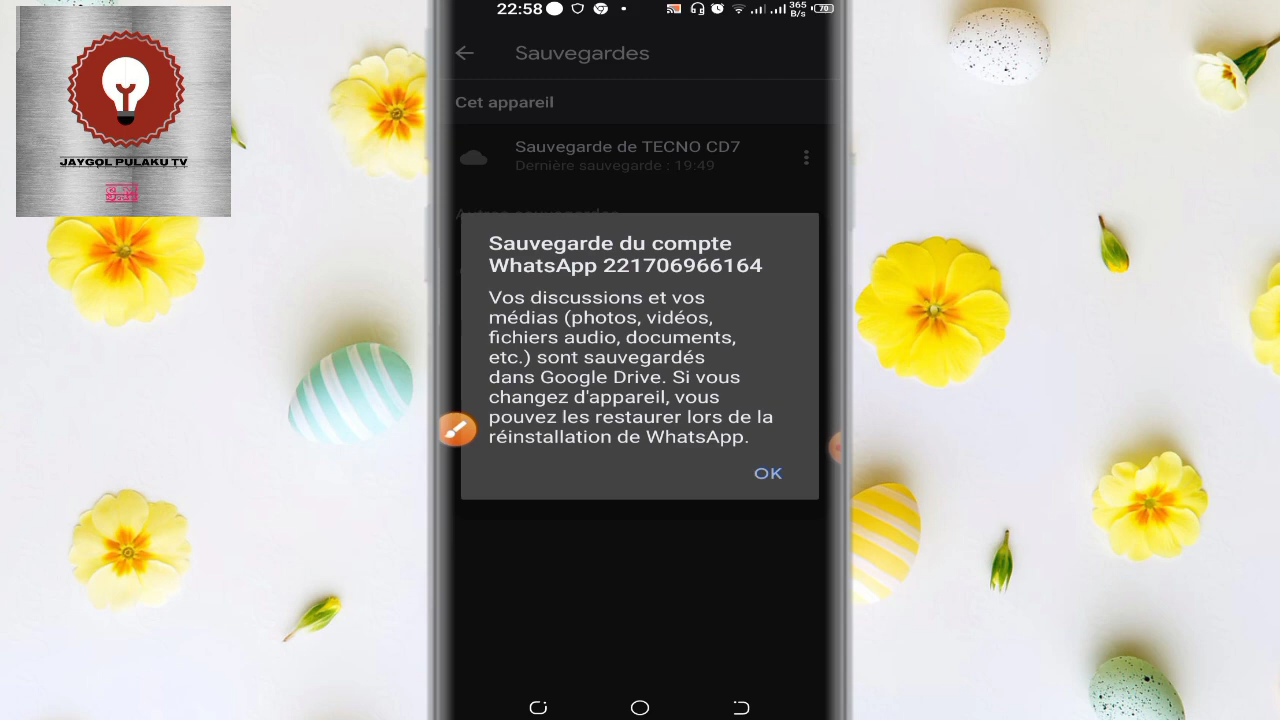 JAYGOL PULAKU TV
S.N
22:58
365
B/s
70
Sauvegardes
Cet appareil
Sauvegarde de TECNO CD7
Dernière sauvegarde : 19:49
Sauvegarde du compte
WhatsApp 221706966164
Vos discussions et vos
médias (photos, vidéos,
fichiers audio, documents,
etc.) sont sauvegardés
dans Google Drive. Si vous
changez d'appareil, vous
pouvez les restaurer lors de la
réinstallation de WhatsApp.
OK